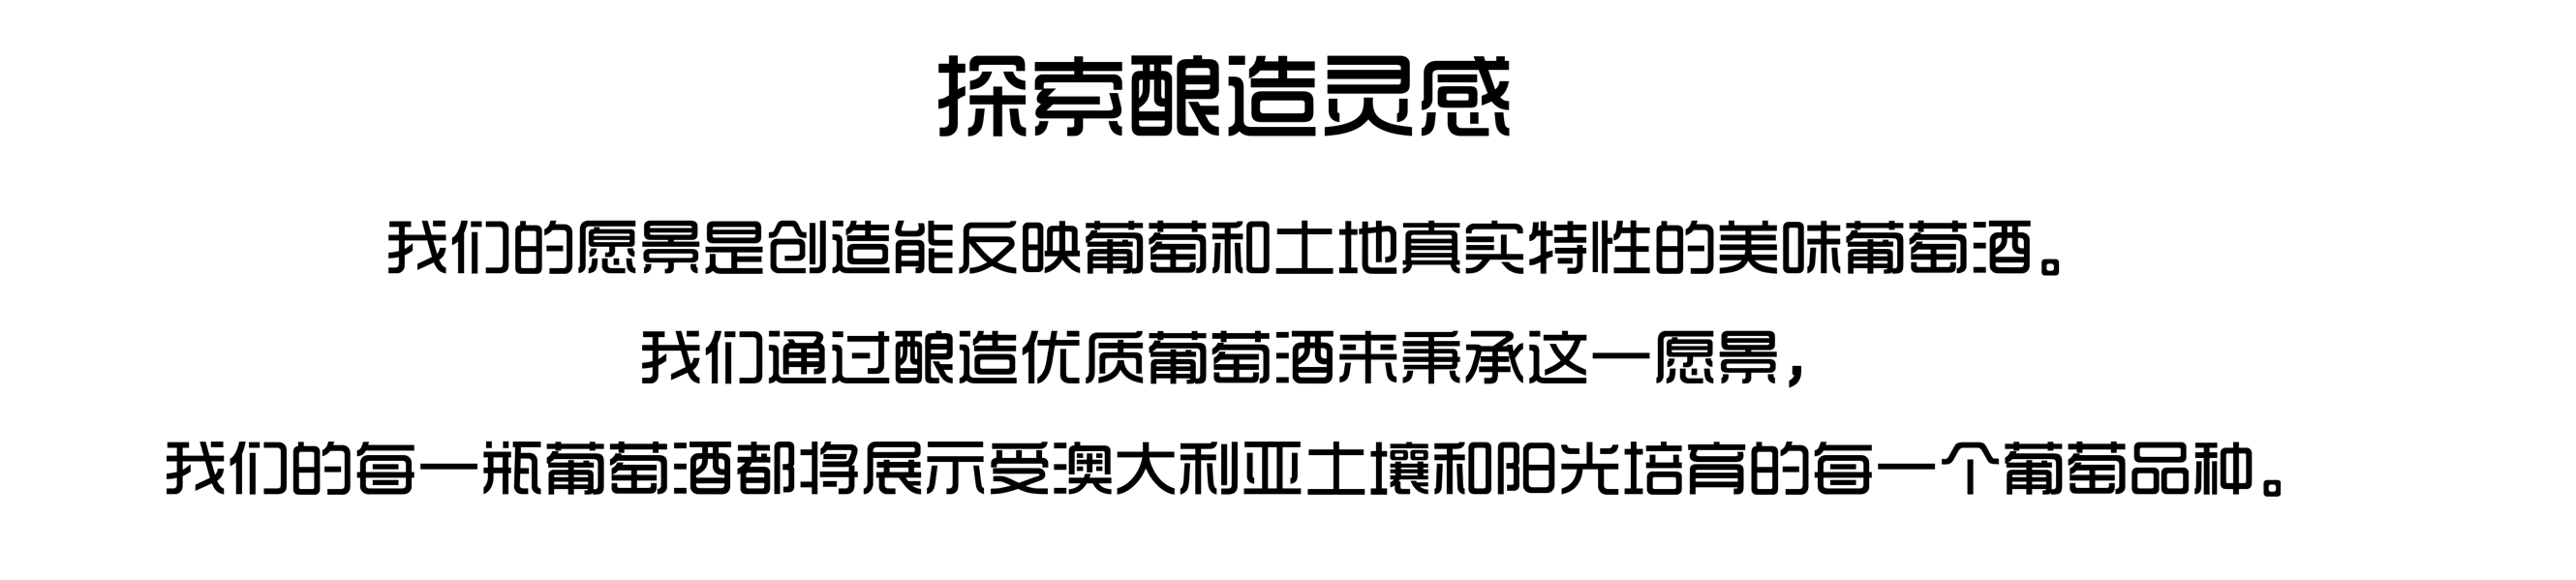 探索酿造灵感
我们的愿景是创造能反映葡萄和土地真实特性的美味葡萄酒。
我们通过酿造优质葡萄酒来秉承这一愿景，
我们的每一瓶葡萄酒都将展示受澳大利亚土壤和阳光培育的每一个葡萄品种。